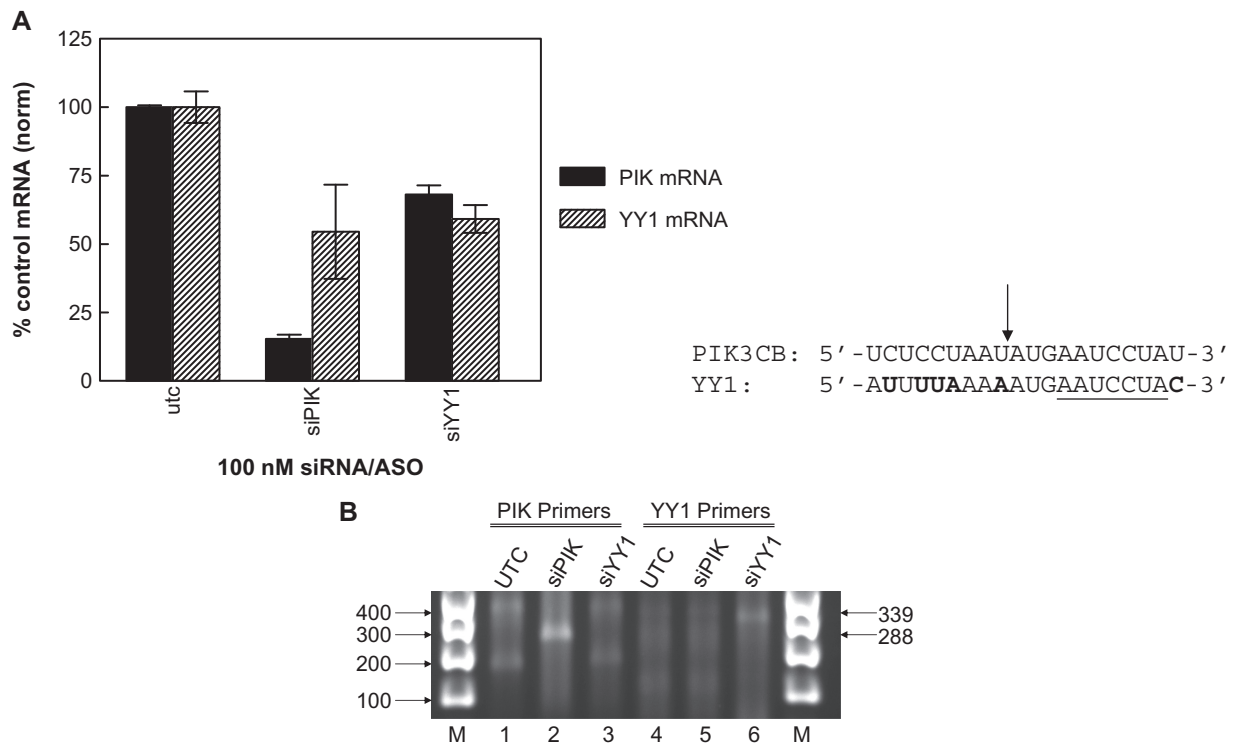 A
% control mRNA (norm)
125
100
75
50
25
0
utc
siPIK
siYY1
100 nM siRNA/ASO
PIK mRNA
YY1 mRNA
PIK3CB: 5′-UCUCCUAAUAUGAAUCCUAU-3′
YY1: 5′-AUUUUAAAAAUGAAUCCUAC-3′
B
PIK Primers
YY1 Primers
UTC
siPIK
siYY1
UTC
siPIK
siYY1
400
300
200
100
339
288
M 1 2 3 4 5 6 M